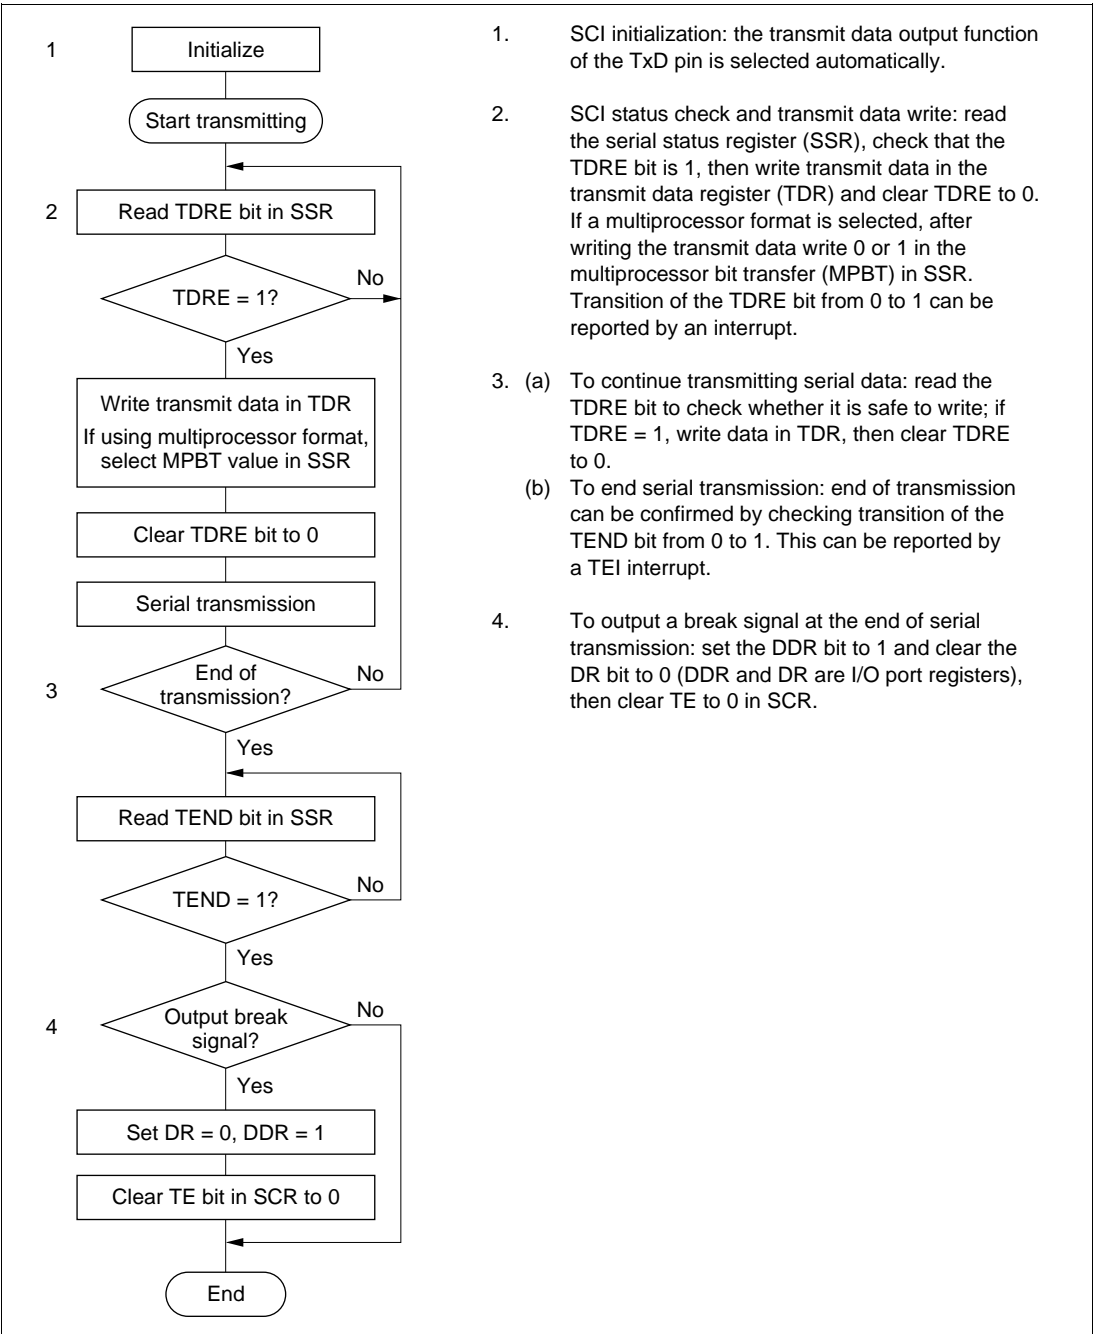 1
Initialize
Start transmitting
2
Read TDRE bit in SSR
TDRE = 1?
No
Yes
Write transmit data in TDR
If using multiprocessor format,
select MPBT value in SSR
Clear TDRE bit to 0
Serial transmission
3
End of
transmission?
No
Yes
Read TEND bit in SSR
TEND = 1?
No
Yes
4
Output break
signal?
No
Yes
Set DR = 0, DDR = 1
Clear TE bit in SCR to 0
End
1. SCI initialization: the transmit data output function
of the TxD pin is selected automatically.
2. SCI status check and transmit data write: read
the serial status register (SSR), check that the
TDRE bit is 1, then write transmit data in the
transmit data register (TDR) and clear TDRE to 0.
If a multiprocessor format is selected, after
writing the transmit data write 0 or 1 in the
multiprocessor bit transfer (MPBT) in SSR.
Transition of the TDRE bit from 0 to 1 can be
reported by an interrupt.
3. (a) To continue transmitting serial data: read the
TDRE bit to check whether it is safe to write; if
TDRE = 1, write data in TDR, then clear TDRE
to 0.
(b) To end serial transmission: end of transmission
can be confirmed by checking transition of the
TEND bit from 0 to 1. This can be reported by
a TEI interrupt.
4. To output a break signal at the end of serial
transmission: set the DDR bit to 1 and clear the
DR bit to 0 (DDR and DR are I/O port registers),
then clear TE to 0 in SCR.